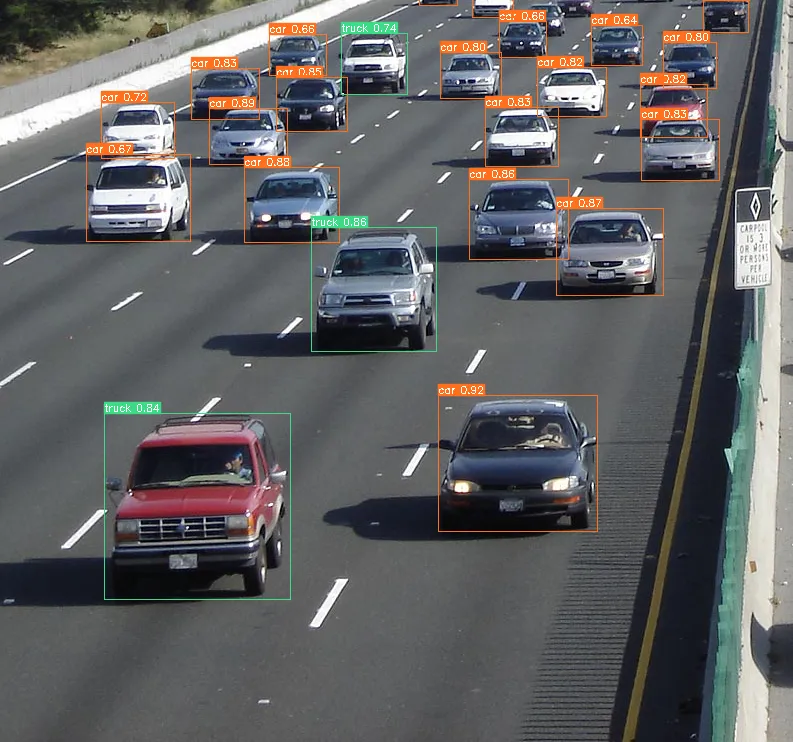 car 0.66
car 0.64
car 0.66
truck 0.74
car 0.80
car 0.80
car 0.83
car 0.85
car 0.82
car 0.82
car 0.72
car 0.89
car 0.83
car 0.83
car 0.67
car 0.88
car 0.86
car 0.87
truck 0.86
CARPOOL
IS 3
OR MORE
PERSONS
PER
VEHICLE
car 0.92
truck 0.84